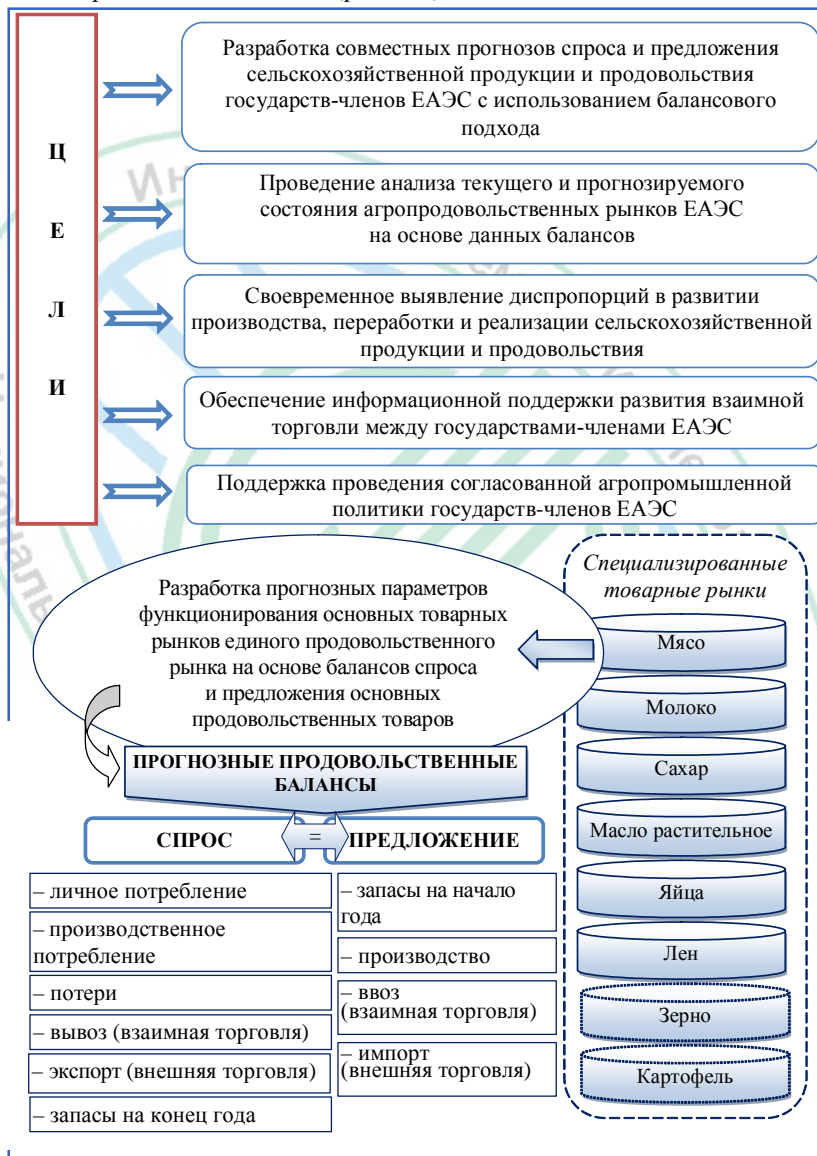 Ц
Е
Л
И
Разработка совместных прогнозов спроса и предложения
сельскохозяйственной продукции и продовольствия
государств-членов ЕАЭС с использованием балансового
подхода
Проведение анализа текущего и прогнозируемого
состояния агропродовольственных рынков ЕАЭС
на основе данных балансов
Своевременное выявление диспропорций в развитии
производства, переработки и реализации сельскохозяйственной
продукции и продовольствия
Обеспечение информационной поддержки развития взаимной
торговли между государствами-членами ЕАЭС
Поддержка проведения согласованной агропромышленной
политики государств-членов ЕАЭС
Разработка прогнозных параметров
функционирования основных товарных
рынков единого продовольственного
рынка на основе балансов спроса
и предложения основных
продовольственных товаров
ПРОГНОЗНЫЕ ПРОДОВОЛЬСТВЕННЫЕ
БАЛАНСЫ
СПРОС = ПРЕДЛОЖЕНИЕ
– личное потребление
– производственное
потребление
– потери
– вывоз (взаимная торговля)
– экспорт (внешняя торговля)
– запасы на конец года
– запасы на начало
года
– производство
– ввоз
(взаимная торговля)
– импорт
(внешняя торговля)
Специализированные
товарные рынки
Мясо
Молоко
Сахар
Масло растительное
Яйца
Лен
Зерно
Картофель